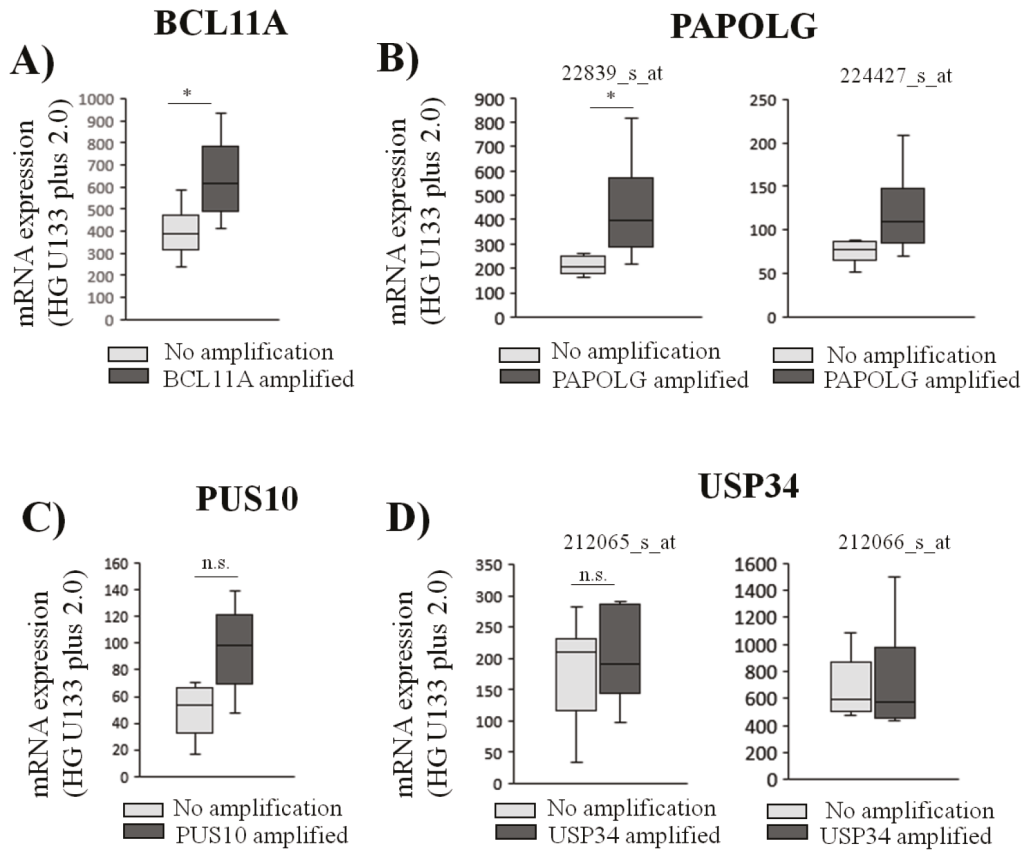 BCL11A
PAPOLG
A)
B)
22839_s_at
224427_s_at
mRNA expression
(HG U133 plus 2.0)
1000
900
800
700
600
500
400
300
200
100
0
*
No amplification
BCL11A amplified
mRNA expression
(HG U133 plus 2.0)
900
800
700
600
500
400
300
200
100
0
*
No amplification
PAPOLG amplified
250
200
150
100
50
0
No amplification
PAPOLG amplified
C)
PUS10
D)
USP34
212065_s_at
212066_s_at
mRNA expression
(HG U133 plus 2.0)
160
140
120
100
80
60
40
20
0
n.s.
No amplification
PUS10 amplified
mRNA expression
(HG U133 plus 2.0)
350
300
250
200
150
100
50
0
n.s.
No amplification
USP34 amplified
1600
1400
1200
1000
800
600
400
200
0
No amplification
USP34 amplified